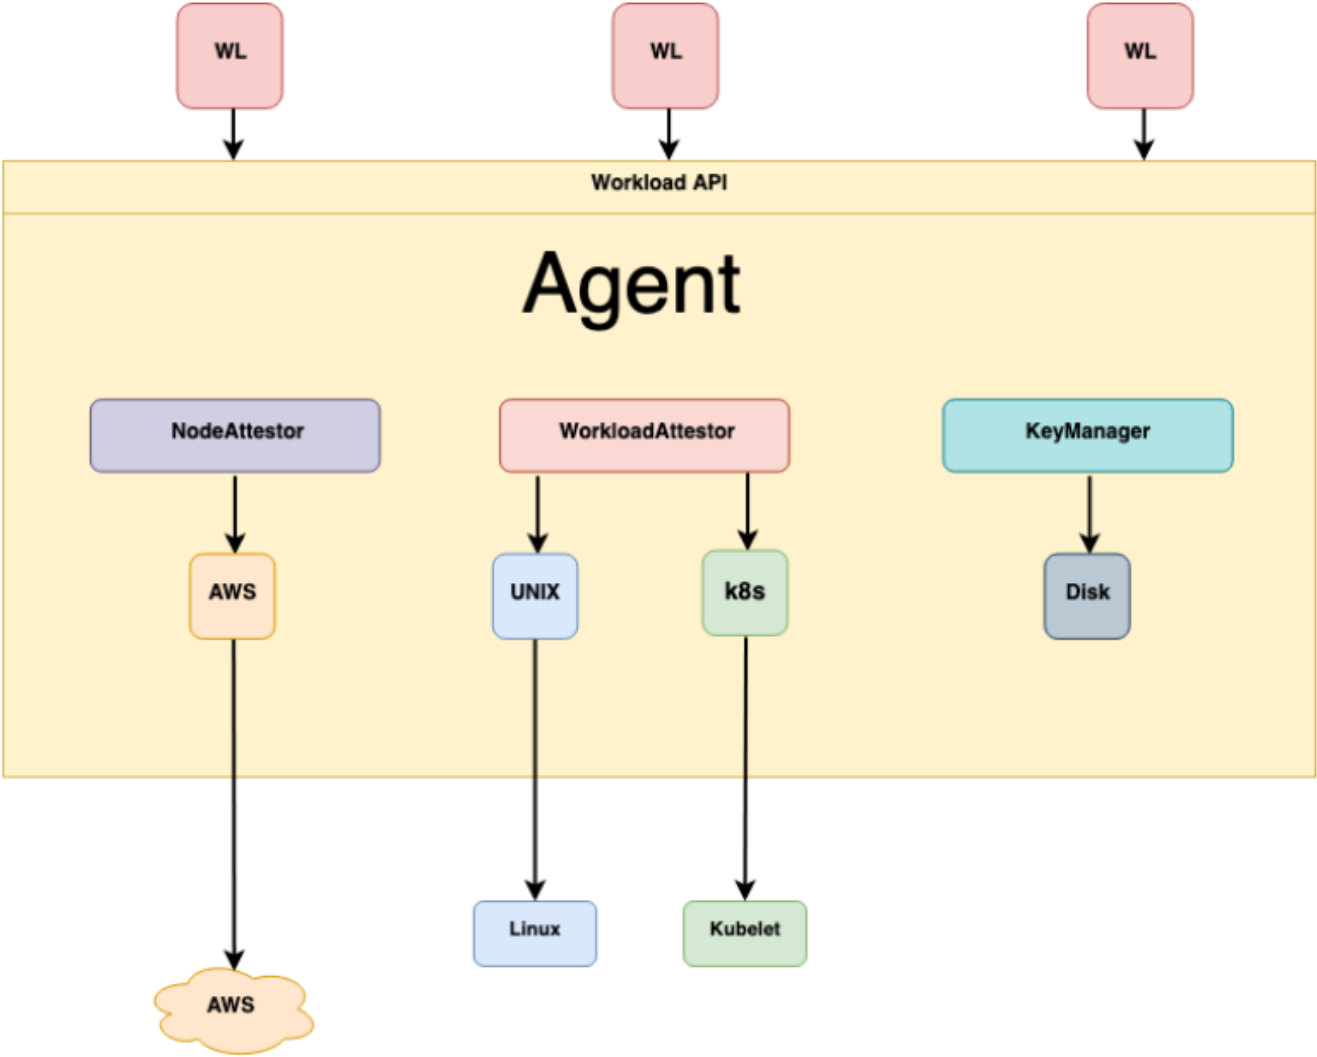 WL
WL
WL
Workload API
Agent
NodeAttestor
WorkloadAttestor
KeyManager
AWS
UNIX
k8s
Disk
Linux
Kubelet
AWS